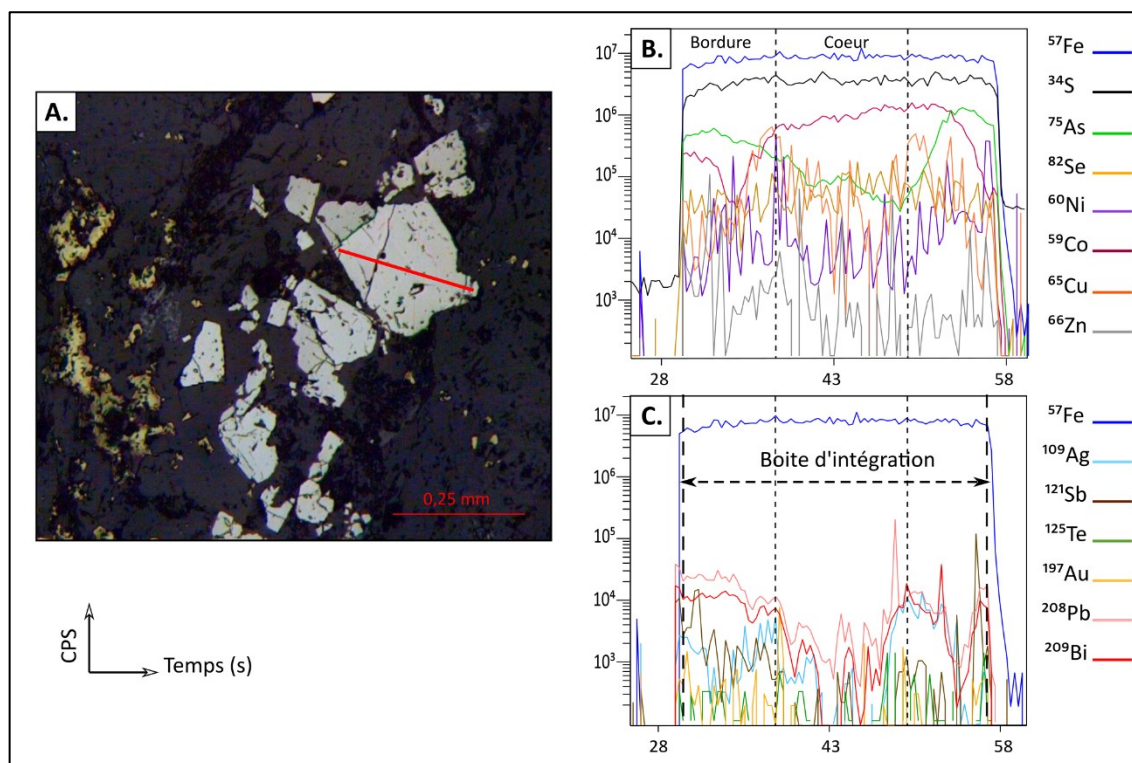 A.
0,25 mm
CPS
Temps (s)
B.
Bordure
Coeur
10⁷
10⁶
10⁵
10⁴
10³
28
43
58
⁵⁷Fe
³⁴S
⁷⁵As
⁸²Se
⁶⁰Ni
⁵⁹Co
⁶⁵Cu
⁶⁶Zn
C.
Boite d'intégration
10⁷
10⁶
10⁵
10⁴
10³
28
43
58
⁵⁷Fe
¹⁰⁹Ag
¹²¹Sb
¹²⁵Te
¹⁹⁷Au
²⁰⁸Pb
²⁰⁹Bi